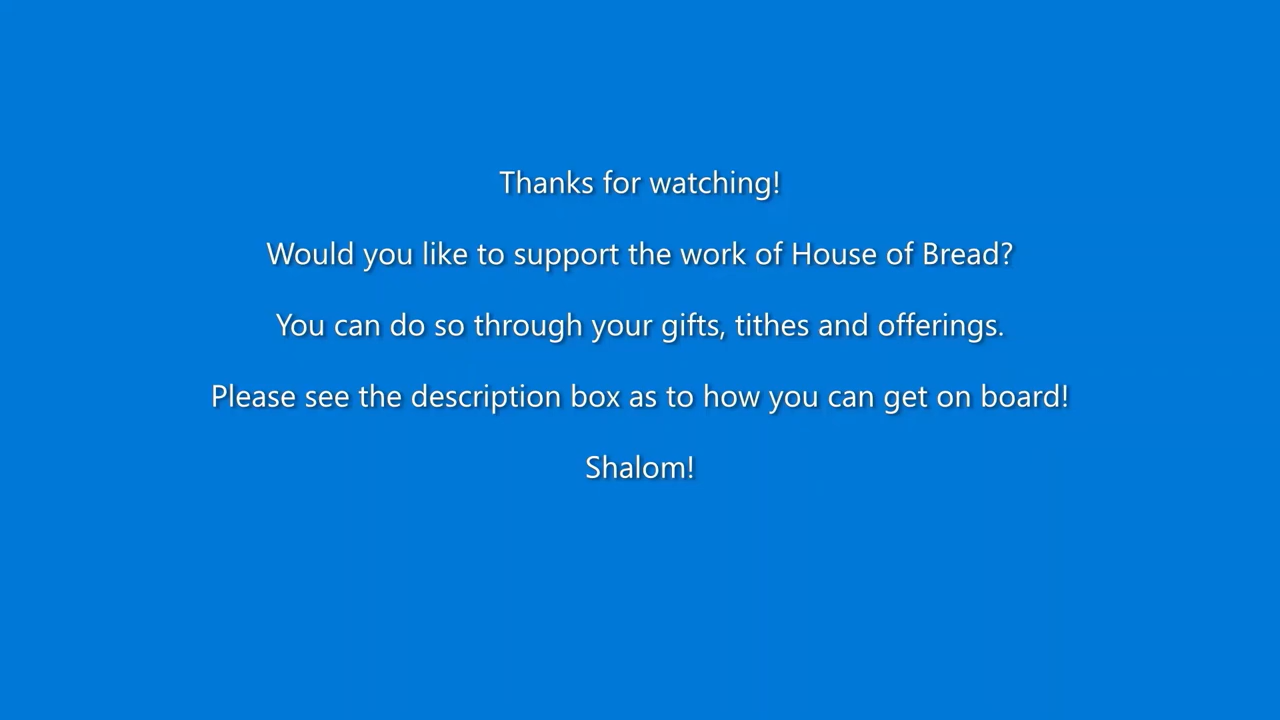 Thanks for watching!
Would you like to support the work of House of Bread?
You can do so through your gifts, tithes and offerings.
Please see the description box as to how you can get on board!
Shalom!